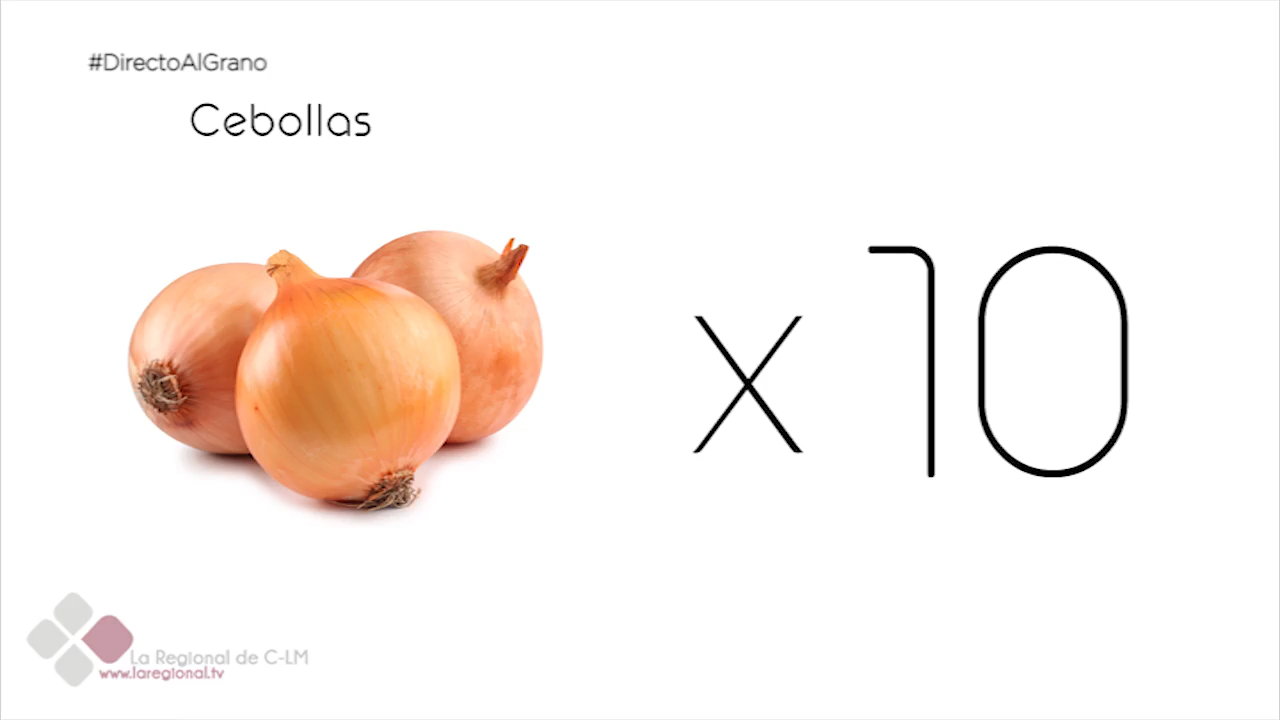 #DirectoAlGrano
Cebollas
x 10
La Regional de C-LM
www.laregional.tv